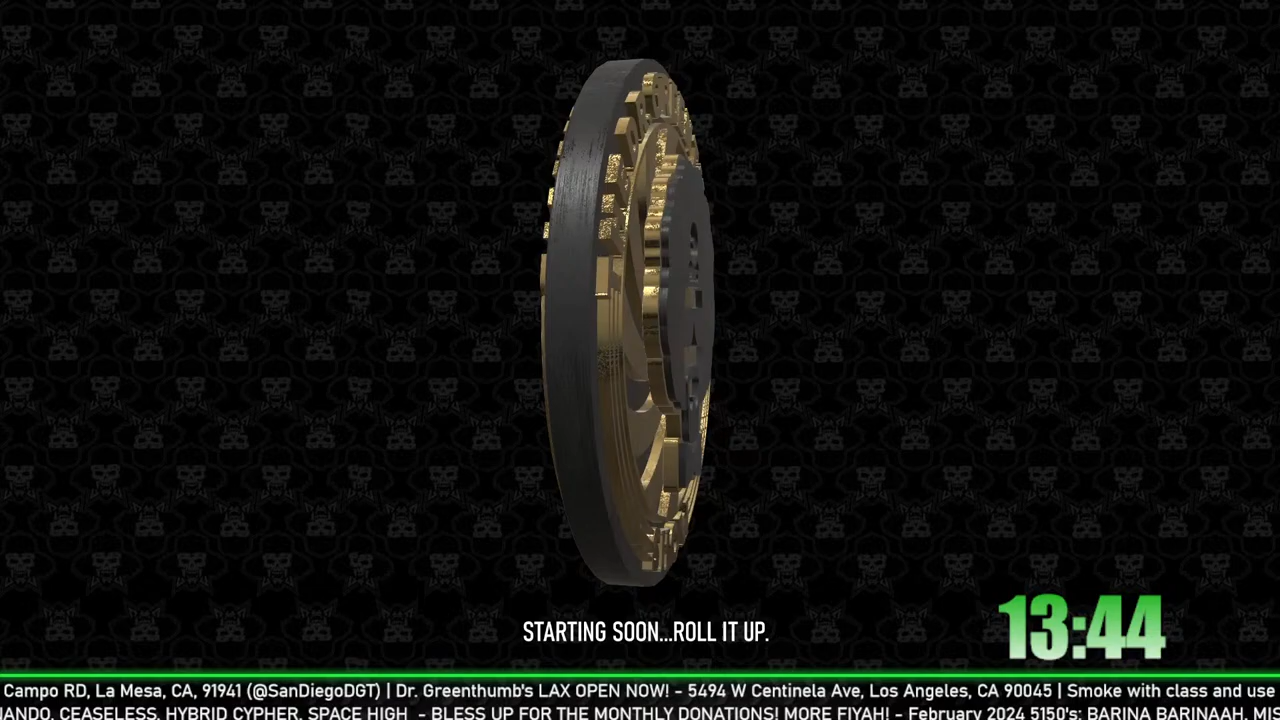 STARTING SOON...ROLL IT UP.
13:44
Campo RD, La Mesa, CA, 91941 (@SanDiegoDGT) | Dr. Greenthumb's LAX OPEN NOW! - 5494 W Centinela Ave, Los Angeles, CA 90045 | Smoke with class and use
NANDO, CEASELESS, HYBRID CYPHER, SPACE HIGH - BLESS UP FOR THE MONTHLY DONATIONS! MORE FIYAH! - February 2024 5150's: BARINA BARINAAH, MIS